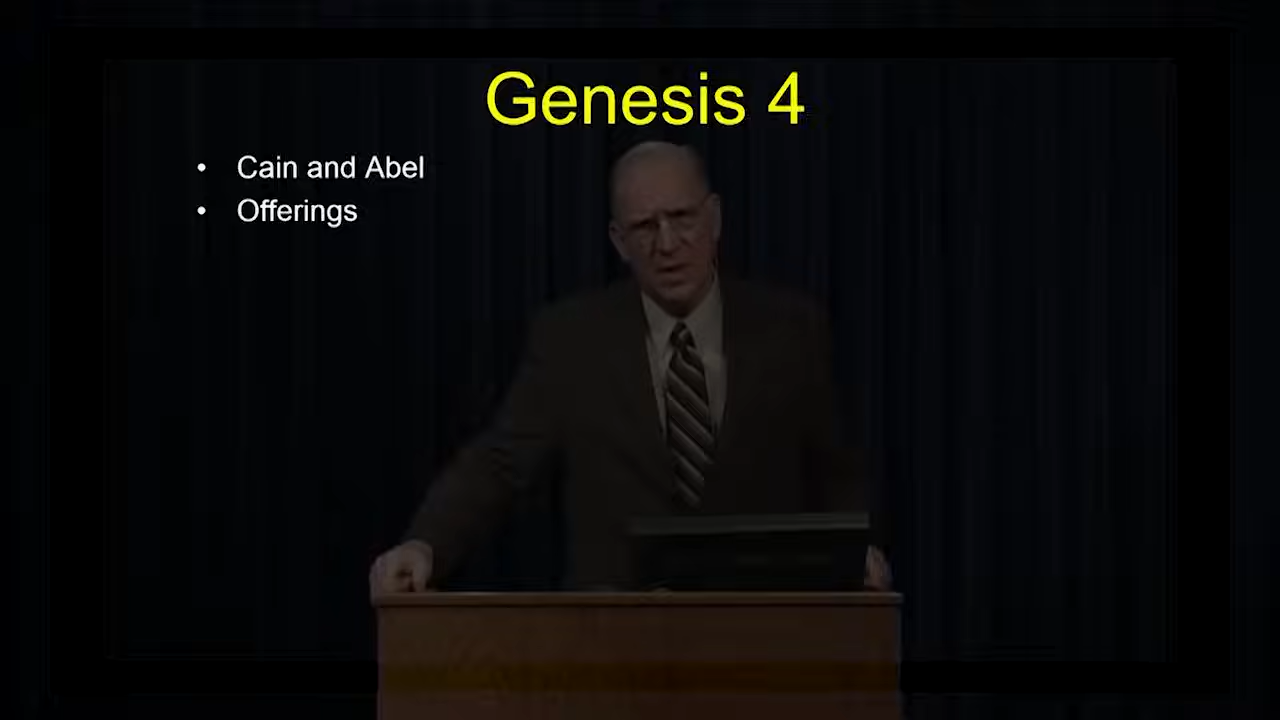 Genesis 4
• Cain and Abel
• Offerings